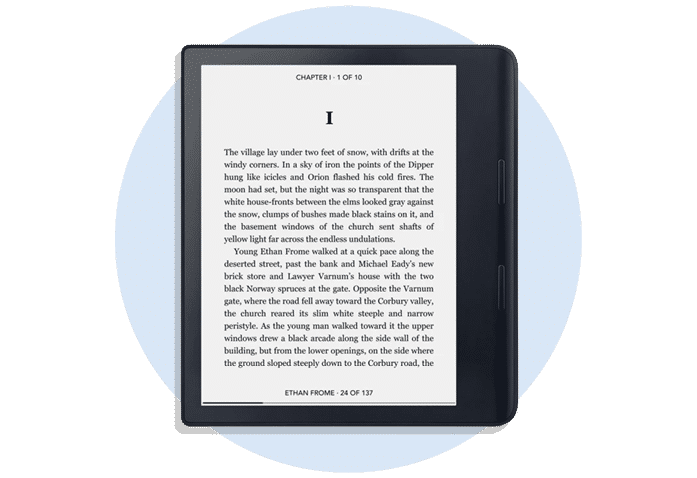 CHAPTER I · 1 OF 10
I
The village lay under two feet of snow, with drifts at the
windy corners. In a sky of iron the points of the Dipper
hung like icicles and Orion flashed his cold fires. The
moon had set, but the night was so transparent that the
white house-fronts between the elms looked gray against
the snow, clumps of bushes made black stains on it, and
the basement windows of the church sent shafts of
yellow light far across the endless undulations.
Young Ethan Frome walked at a quick pace along the
deserted street, past the bank and Michael Eady's new
brick store and Lawyer Varnum's house with the two
black Norway spruces at the gate. Opposite the Varnum
gate, where the road fell away toward the Corbury valley,
the church reared its slim white steeple and narrow
peristyle. As the young man walked toward it the upper
windows drew a black arcade along the side wall of the
building, but from the lower openings, on the side where
the ground sloped steeply down to the Corbury road, the
ETHAN FROME · 24 OF 137